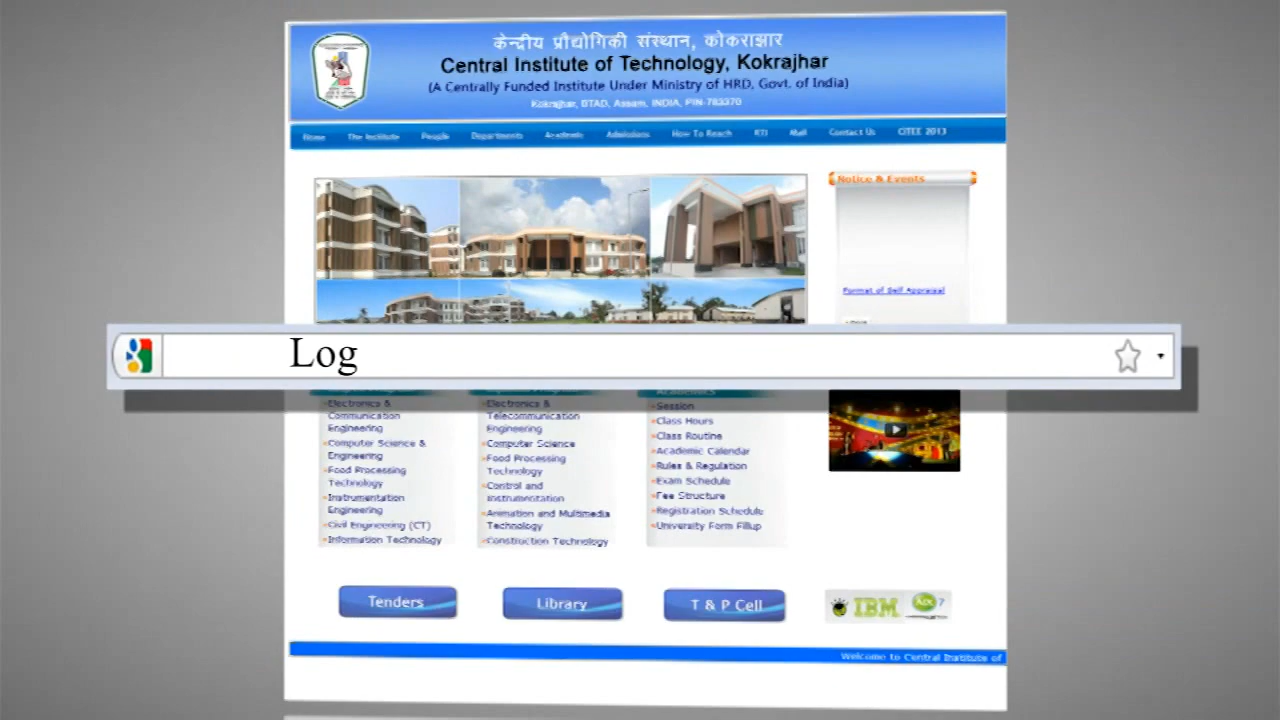 केन्द्रीय प्रौद्योगिकी संस्थान, कोकराझार
Central Institute of Technology, Kokrajhar
(A Centrally Funded Institute Under Ministry of HRD, Govt. of India)
Kokrajhar, BTAD, Assam, INDIA, PIN-783370
Home The Institute People Departments Academic Admissions How To Reach RTI Mail Contact Us CITEE 2013
Notice & Events
Format of Self Appraisal
Log
Academics
Electronics &
Communication
Engineering
Computer Science &
Engineering
Food Processing
Technology
Instrumentation
Engineering
Civil Engineering (CT)
Information Technology
Electronics &
Telecommunication
Engineering
Computer Science
Food Processing
Technology
Control and
Instrumentation
Animation and Multimedia
Technology
Construction Technology
Session
Class Hours
Class Routine
Academic Calendar
Rules & Regulation
Exam Schedule
Fee Structure
Registration Schedule
University Form Fillup
Tenders
Library
T & P Cell
IBM
AIX 7
Welcome to Central Institute of